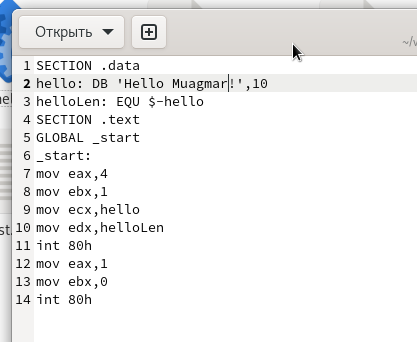 Открыть
~/v
1 SECTION .data
2 hello: DB 'Hello Muagmar!',10
3 helloLen: EQU $-hello
4 SECTION .text
5 GLOBAL _start
6 _start:
7 mov eax,4
8 mov ebx,1
9 mov ecx,hello
10 mov edx,helloLen
11 int 80h
12 mov eax,1
13 mov ebx,0
14 int 80h